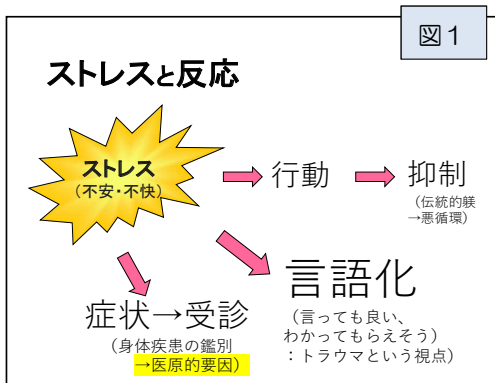 図１
ストレスと反応
ストレス
（不安・不快）
行動
抑制
（伝統的躾
→悪循環）
言語化
（言っても良い、
わかってもらえそう）
：トラウマという視点）
症状→受診
（身体疾患の鑑別
→医原的要因）